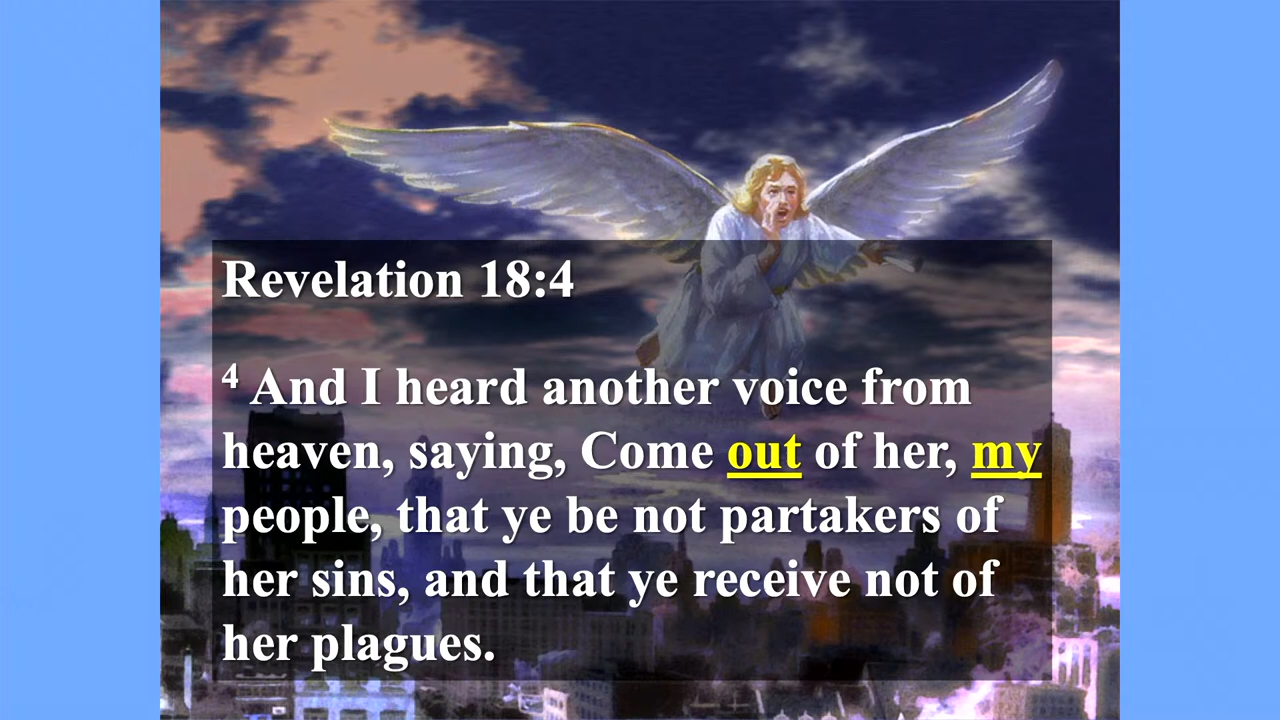 Revelation 18:4
4 And I heard another voice from
heaven, saying, Come out of her, my
people, that ye be not partakers of
her sins, and that ye receive not of
her plagues.